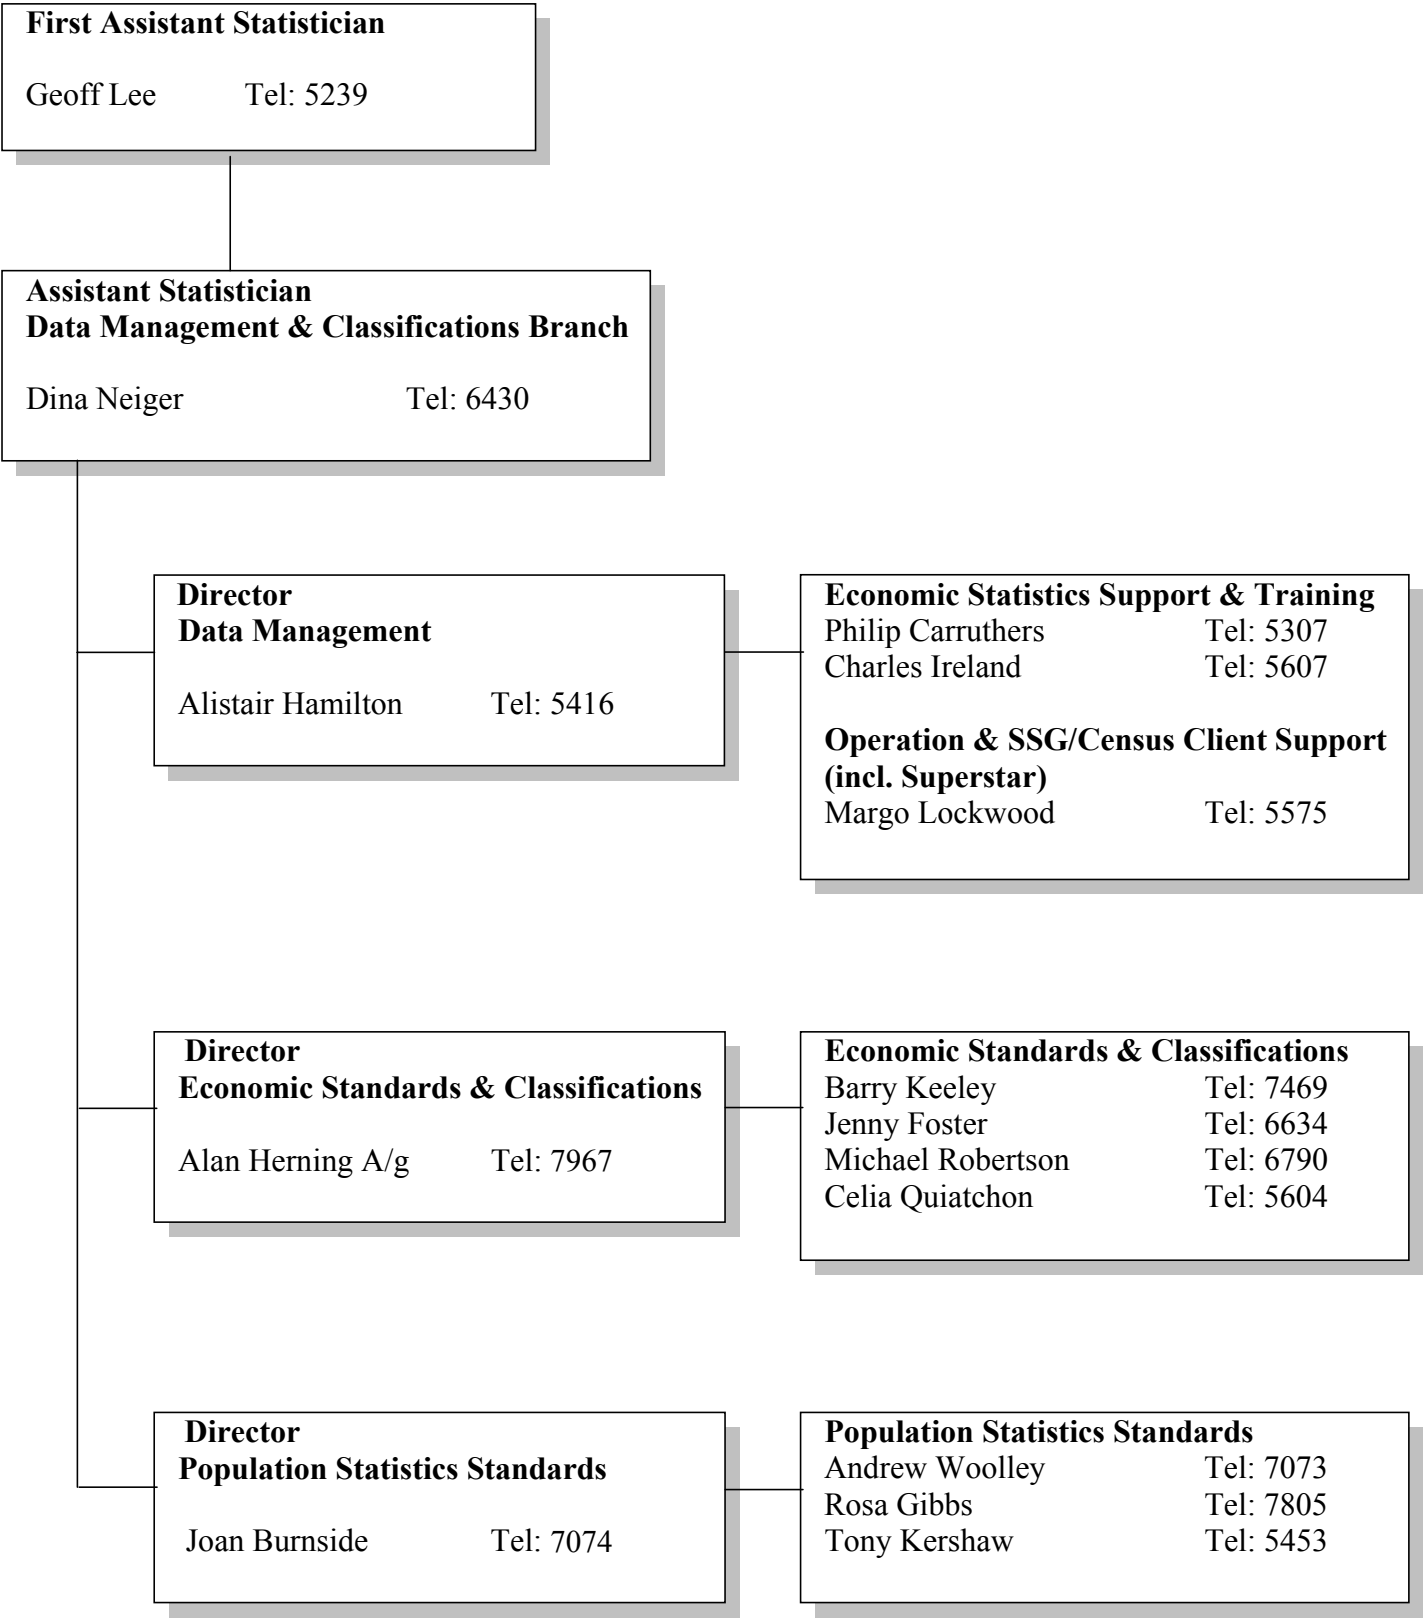 First Assistant Statistician
Geoff Lee Tel: 5239
Assistant Statistician
Data Management & Classifications Branch
Dina Neiger Tel: 6430
Director
Data Management
Alistair Hamilton Tel: 5416
Economic Statistics Support & Training
Philip Carruthers Tel: 5307
Charles Ireland Tel: 5607
Operation & SSG/Census Client Support
(incl. Superstar)
Margo Lockwood Tel: 5575
Director
Economic Standards & Classifications
Alan Herning A/g Tel: 7967
Economic Standards & Classifications
Barry Keeley Tel: 7469
Jenny Foster Tel: 6634
Michael Robertson Tel: 6790
Celia Quiatchon Tel: 5604
Director
Population Statistics Standards
Joan Burnside Tel: 7074
Population Statistics Standards
Andrew Woolley Tel: 7073
Rosa Gibbs Tel: 7805
Tony Kershaw Tel: 5453